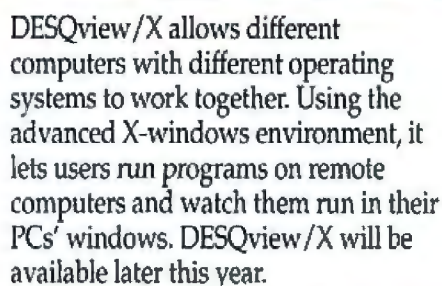 DESQview/X allows different
computers with different operating
systems to work together. Using the
advanced X-windows environment, it
lets users run programs on remote
computers and watch them run in their
PCs' windows. DESQview/X will be
available later this year.